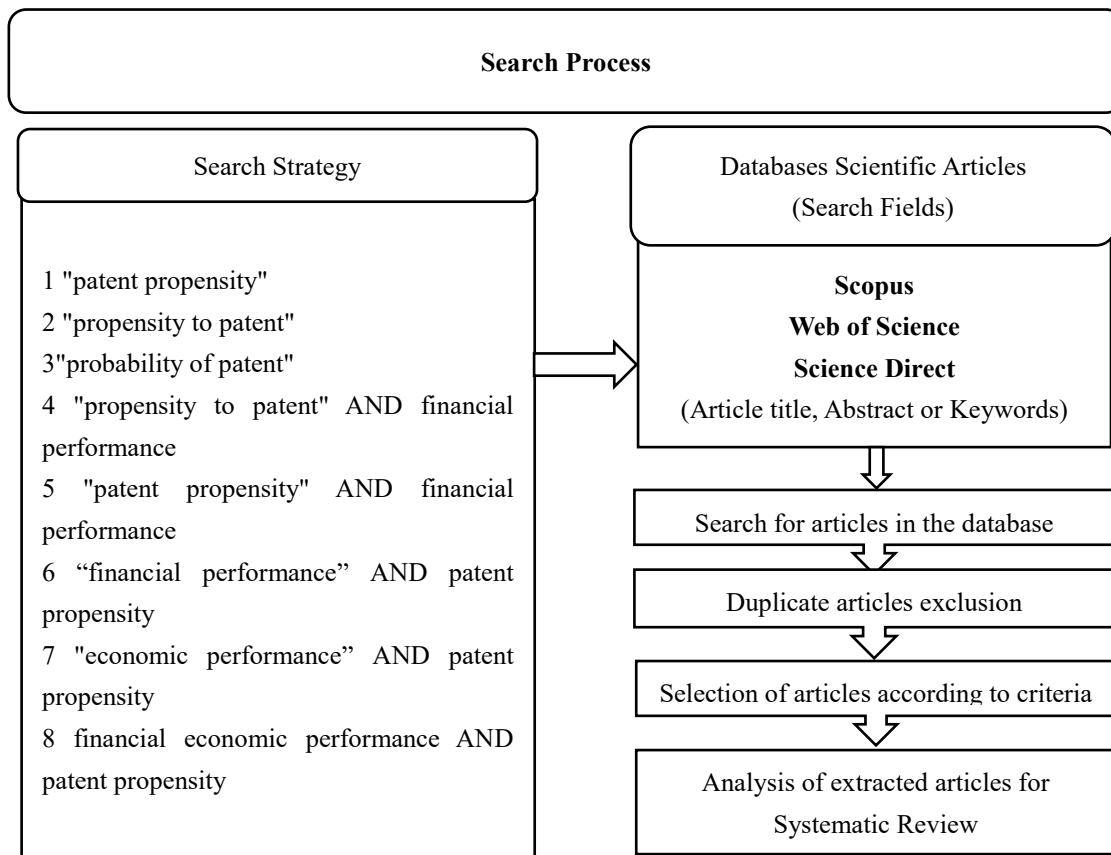 Search Process
Search Strategy
1 "patent propensity"
2 "propensity to patent"
3"probability of patent"
4 "propensity to patent" AND financial
performance
5 "patent propensity" AND financial
performance
6 “financial performance” AND patent
propensity
7 "economic performance” AND patent
propensity
8 financial economic performance AND
patent propensity
Databases Scientific Articles
(Search Fields)
Scopus
Web of Science
Science Direct
(Article title, Abstract or Keywords)
Search for articles in the database
Duplicate articles exclusion
Selection of articles according to criteria
Analysis of extracted articles for
Systematic Review